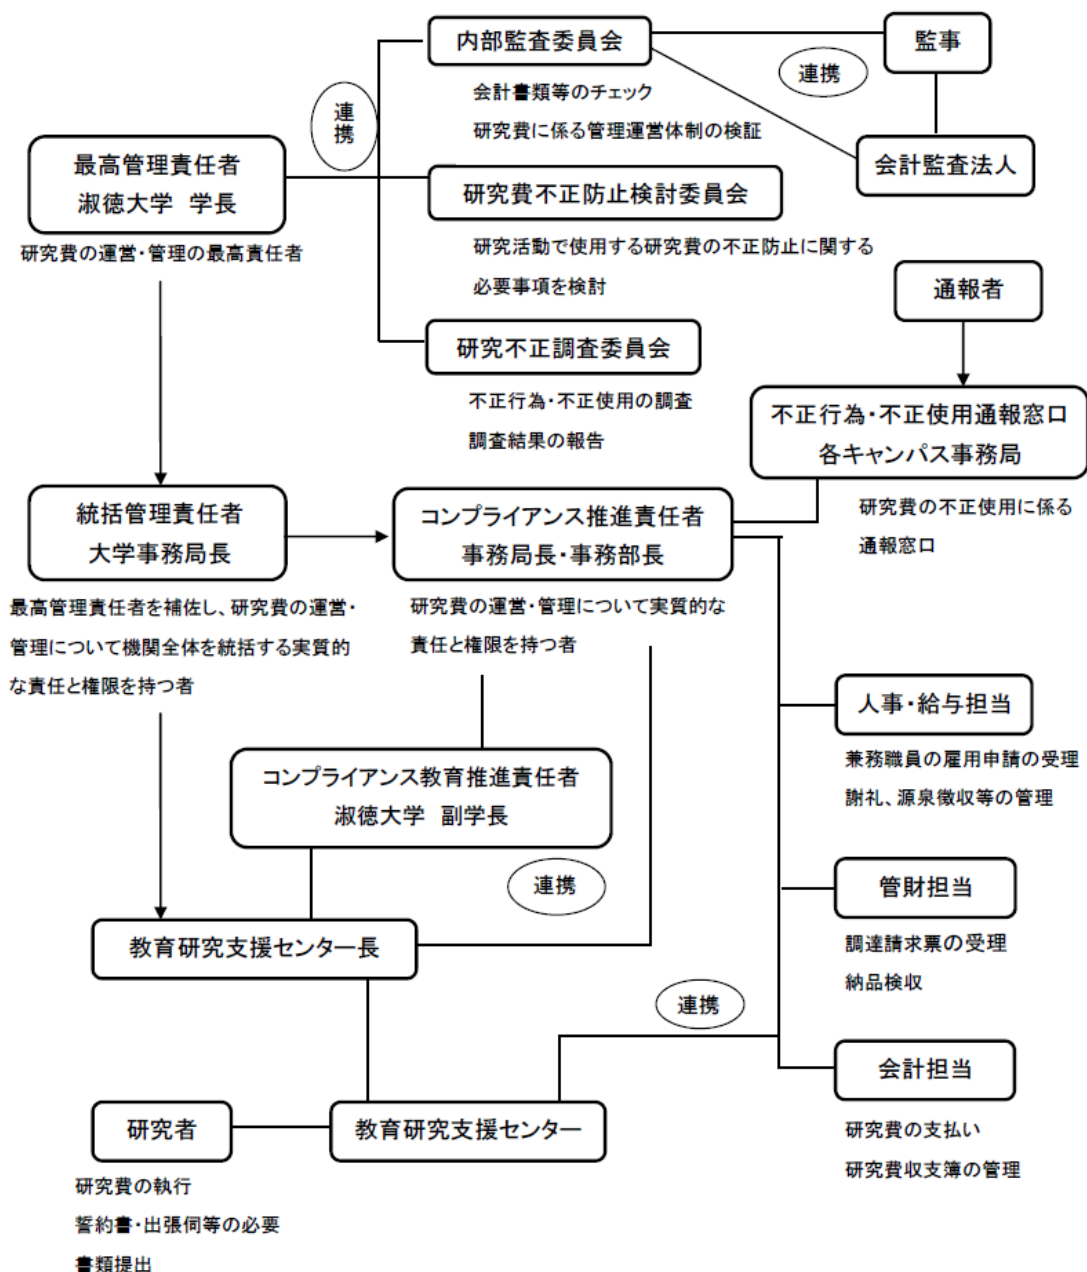 内部監査委員会
監事
連携
連携
会計書類等のチェック
研究費に係る管理運営体制の検証
会計監査法人
最高管理責任者
淑徳大学 学長
研究費の運営・管理の最高責任者
研究費不正防止検討委員会
研究活動で使用する研究費の不正防止に関する
必要事項を検討
通報者
研究不正調査委員会
不正行為・不正使用の調査
調査結果の報告
不正行為・不正使用通報窓口
各キャンパス事務局
研究費の不正使用に係る
通報窓口
統括管理責任者
大学事務局長
最高管理責任者を補佐し、研究費の運営・
管理について機関全体を統括する実質的
な責任と権限を持つ者
コンプライアンス推進責任者
事務局長・事務部長
研究費の運営・管理について実質的な
責任と権限を持つ者
人事・給与担当
兼務職員の雇用申請の受理
謝礼、源泉徴収等の管理
コンプライアンス教育推進責任者
淑徳大学 副学長
連携
管財担当
調達請求票の受理
納品検収
教育研究支援センター長
連携
会計担当
研究費の支払い
研究費収支簿の管理
研究者
教育研究支援センター
研究費の執行
誓約書・出張伺等の必要
書類提出